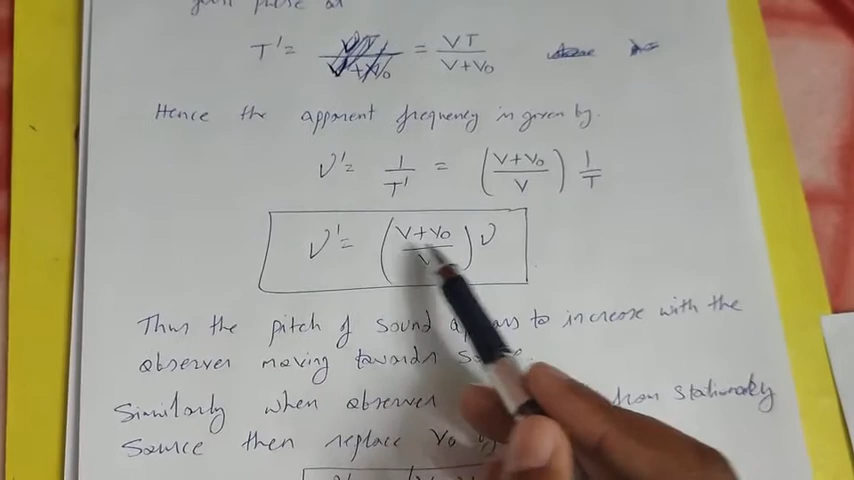 T' = = VT / V+V₀
Hence the apparent frequency is given by.
ν' = 1/T' = (V+V₀ / V) 1/T
ν' = (V+V₀ / V) ν
Thus the pitch of sound to increase with the
observer moving towards
Similarly when observer from stationary
source then replace V₀